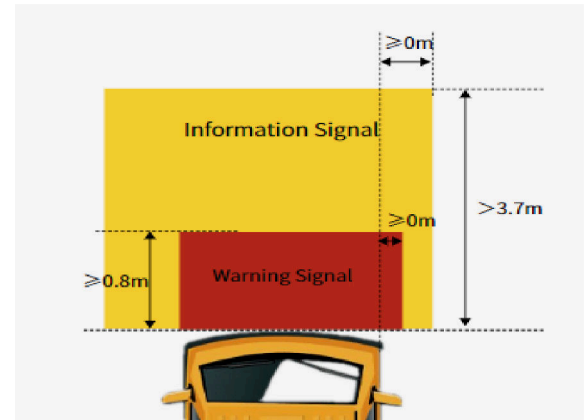 ⩾0m
Information Signal
>3.7m
⩾0m
⩾0.8m
Warning Signal